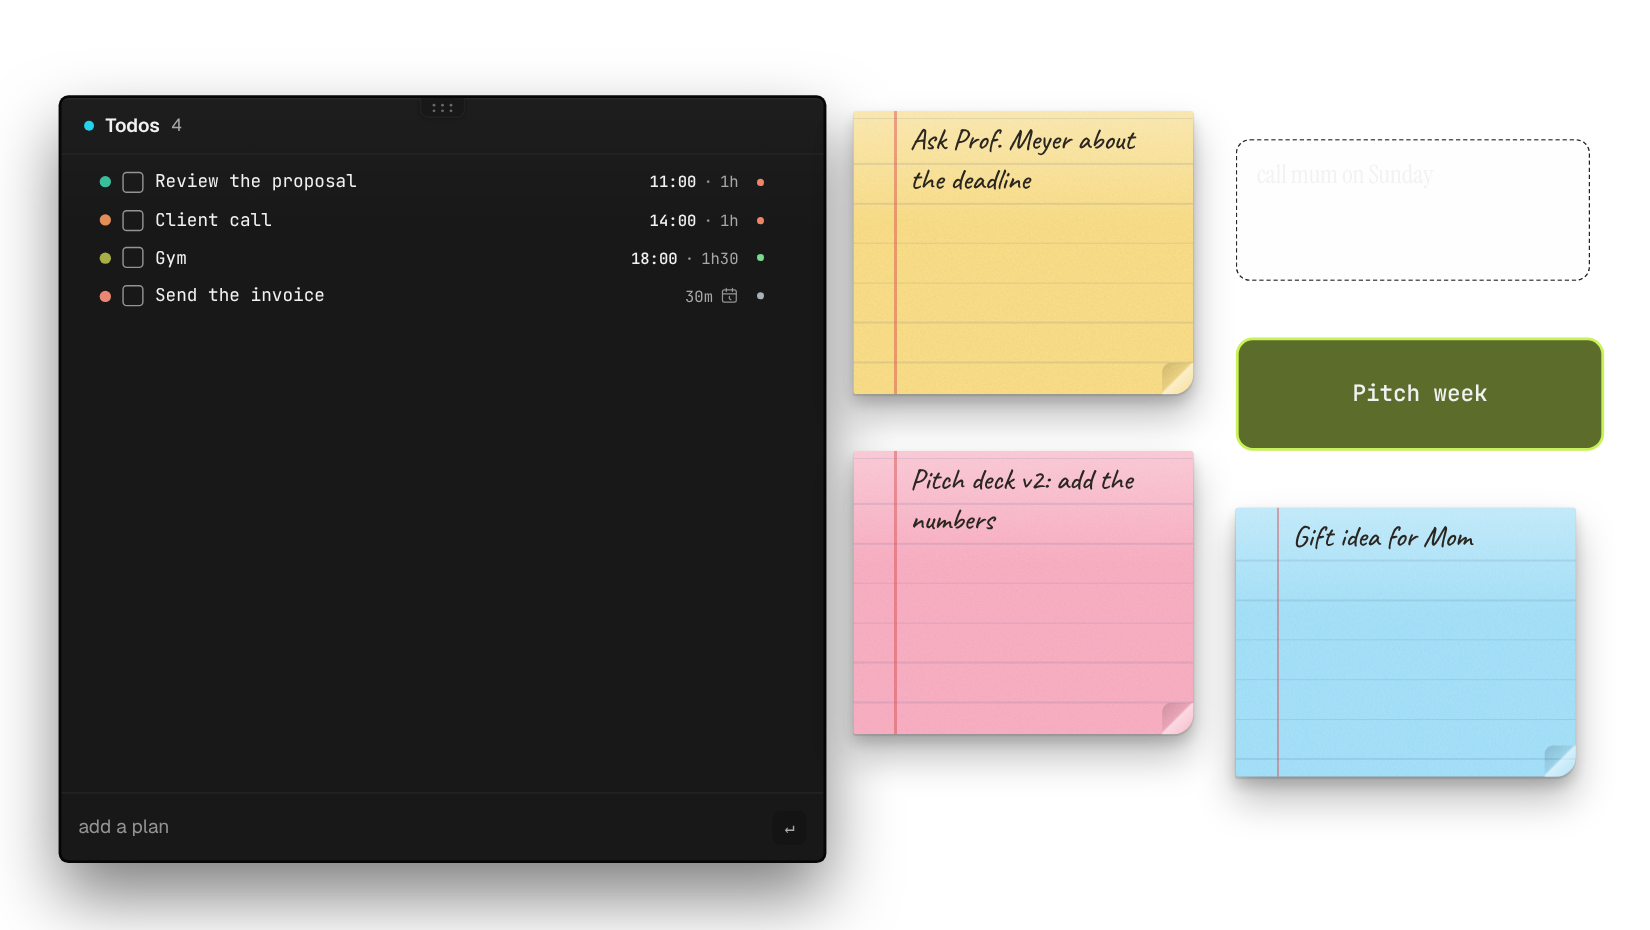 Todos 4
Review the proposal 11:00 · 1h
Client call 14:00 · 1h
Gym 18:00 · 1h30
Send the invoice 30m
add a plan ↵
Ask Prof. Meyer about
the deadline
Pitch deck v2: add the
numbers
call mum on Sunday
Pitch week
Gift idea for Mom